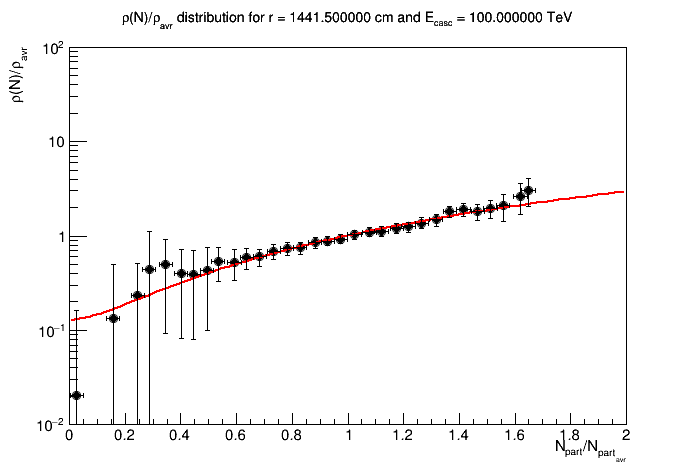 ρ(N)/ρavr distribution for r = 1441.500000 cm and Ecasc = 100.000000 TeV
ρ(N)/ρavr
10²
10
1
10⁻¹
10⁻²
0 0.2 0.4 0.6 0.8 1 1.2 1.4 1.6 1.8 2
Npart/Npartavr